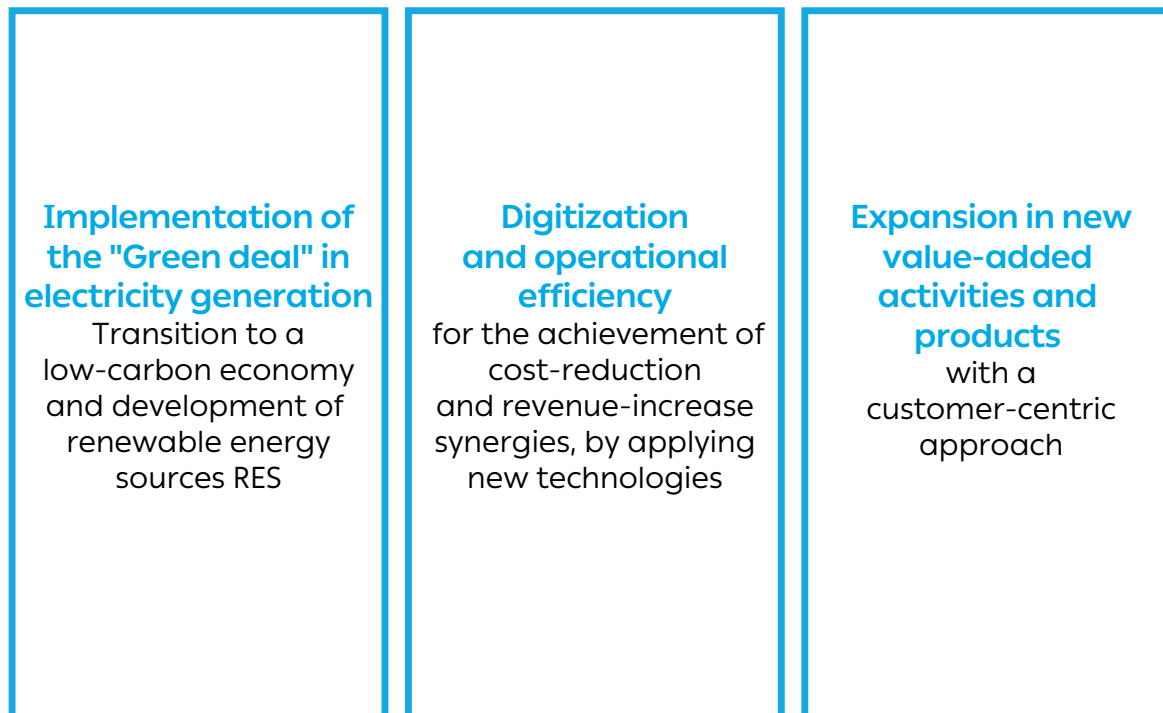 Implementation of
the "Green deal" in
electricity generation
Transition to a
low-carbon economy
and development of
renewable energy
sources RES
Digitization
and operational
efficiency
for the achievement of
cost-reduction
and revenue-increase
synergies, by applying
new technologies
Expansion in new
value-added
activities and
products
with a
customer-centric
approach